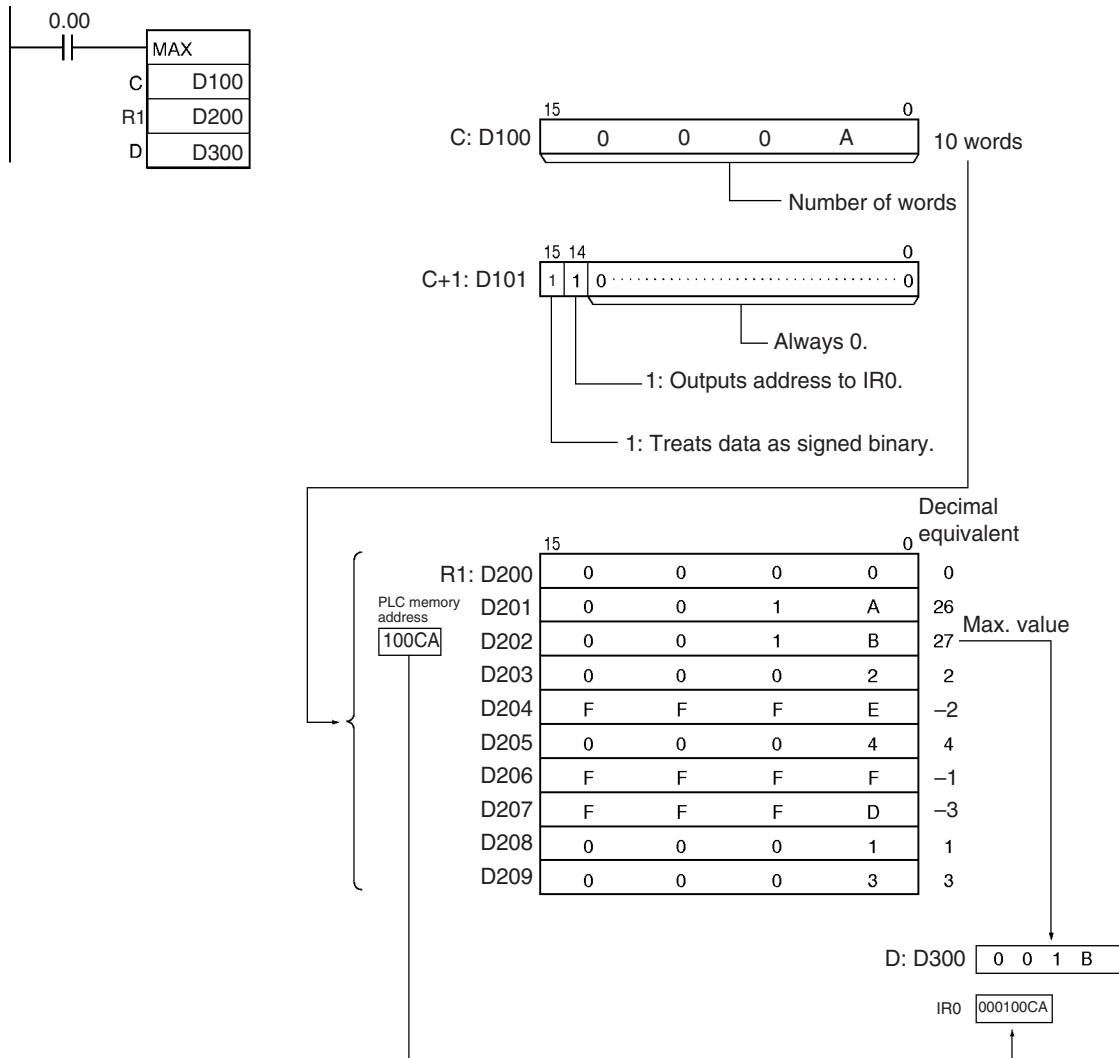 0.00
MAX
C D100
R1 D200
D D300
15 0
C: D100 0 0 0 A 10 words
Number of words
15 14 0
C+1: D101 1 1 0 ·································· 0
Always 0.
1: Outputs address to IR0.
1: Treats data as signed binary.
Decimal
equivalent
15 0
R1: D200 0 0 0 0 0
PLC memory
address
D201 0 0 1 A 26
Max. value
100CA D202 0 0 1 B 27
D203 0 0 0 2 2
D204 F F F E –2
D205 0 0 0 4 4
D206 F F F F –1
D207 F F F D –3
D208 0 0 0 1 1
D209 0 0 0 3 3
D: D300 0 0 1 B
IR0 000100CA